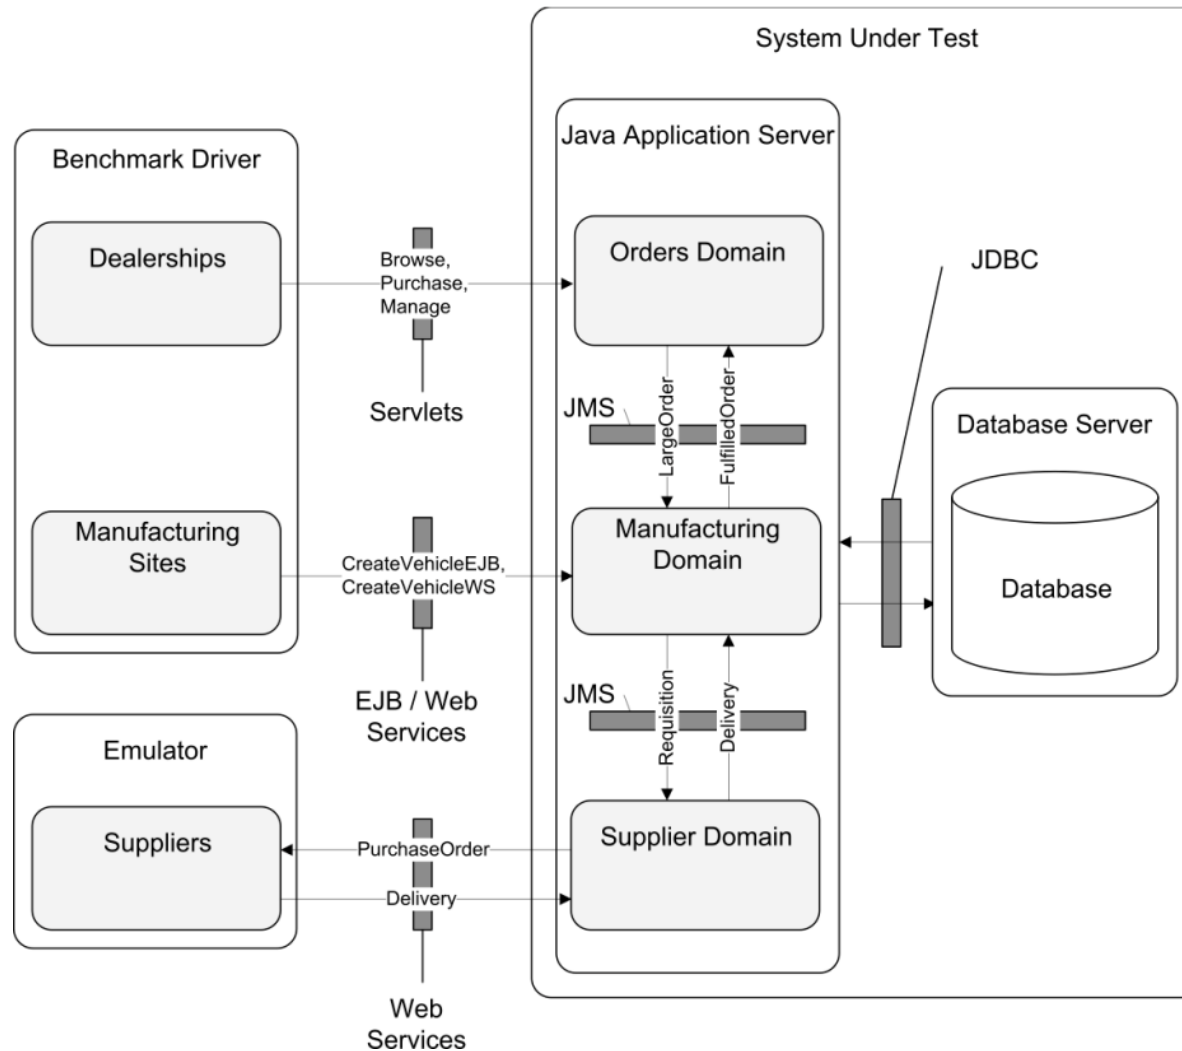 System Under Test
Benchmark Driver
Java Application Server
Dealerships
Browse,
Purchase,
Manage
Servlets
Orders Domain
JDBC
JMS
LargeOrder
FulfilledOrder
Database Server
Database
Manufacturing
Sites
CreateVehicleEJB,
CreateVehicleWS
EJB / Web
Services
Manufacturing
Domain
JMS
Requisition
Delivery
Emulator
Suppliers
PurchaseOrder
Delivery
Web
Services
Supplier Domain